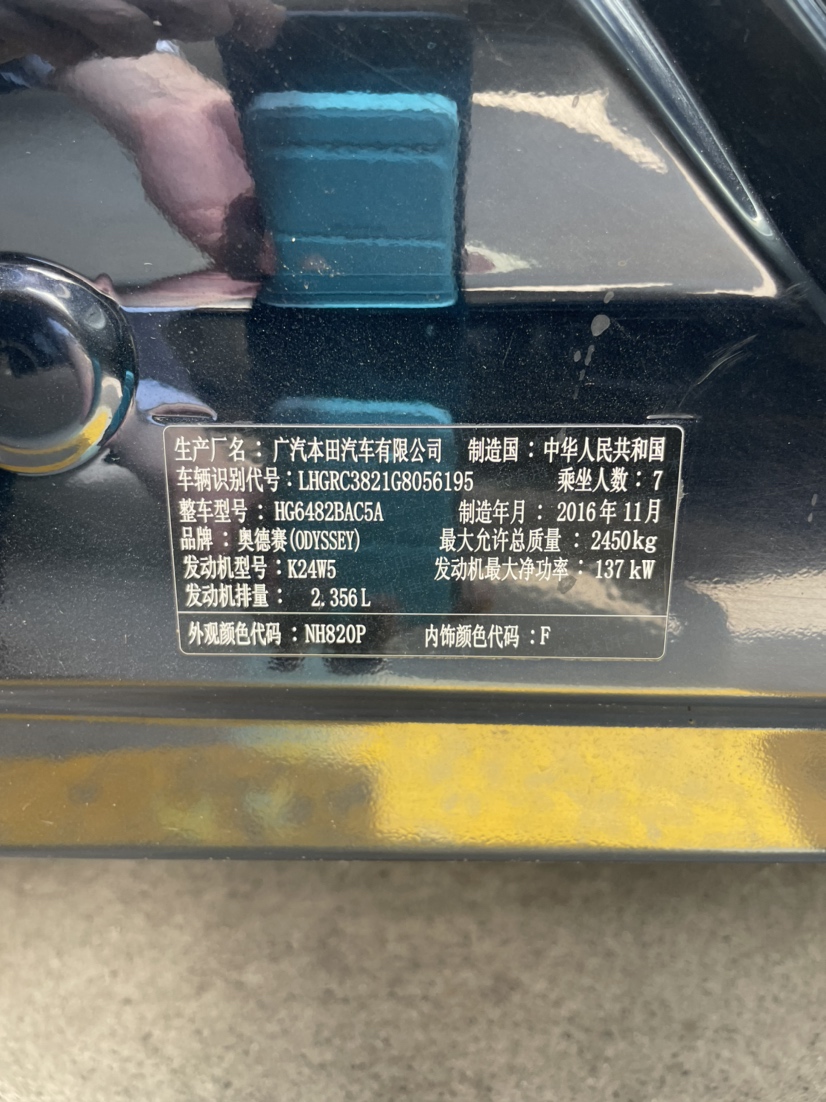 生产厂名：广汽本田汽车有限公司 制造国：中华人民共和国
车辆识别代号：LHGRC3821G8056195 乘坐人数：7
整车型号：HG6482BAC5A 制造年月：2016年11月
品牌：奥德赛(ODYSSEY) 最大允许总质量：2450kg
发动机型号：K24W5 发动机最大净功率：137kW
发动机排量：2.356L
外观颜色代码：NH820P 内饰颜色代码：F